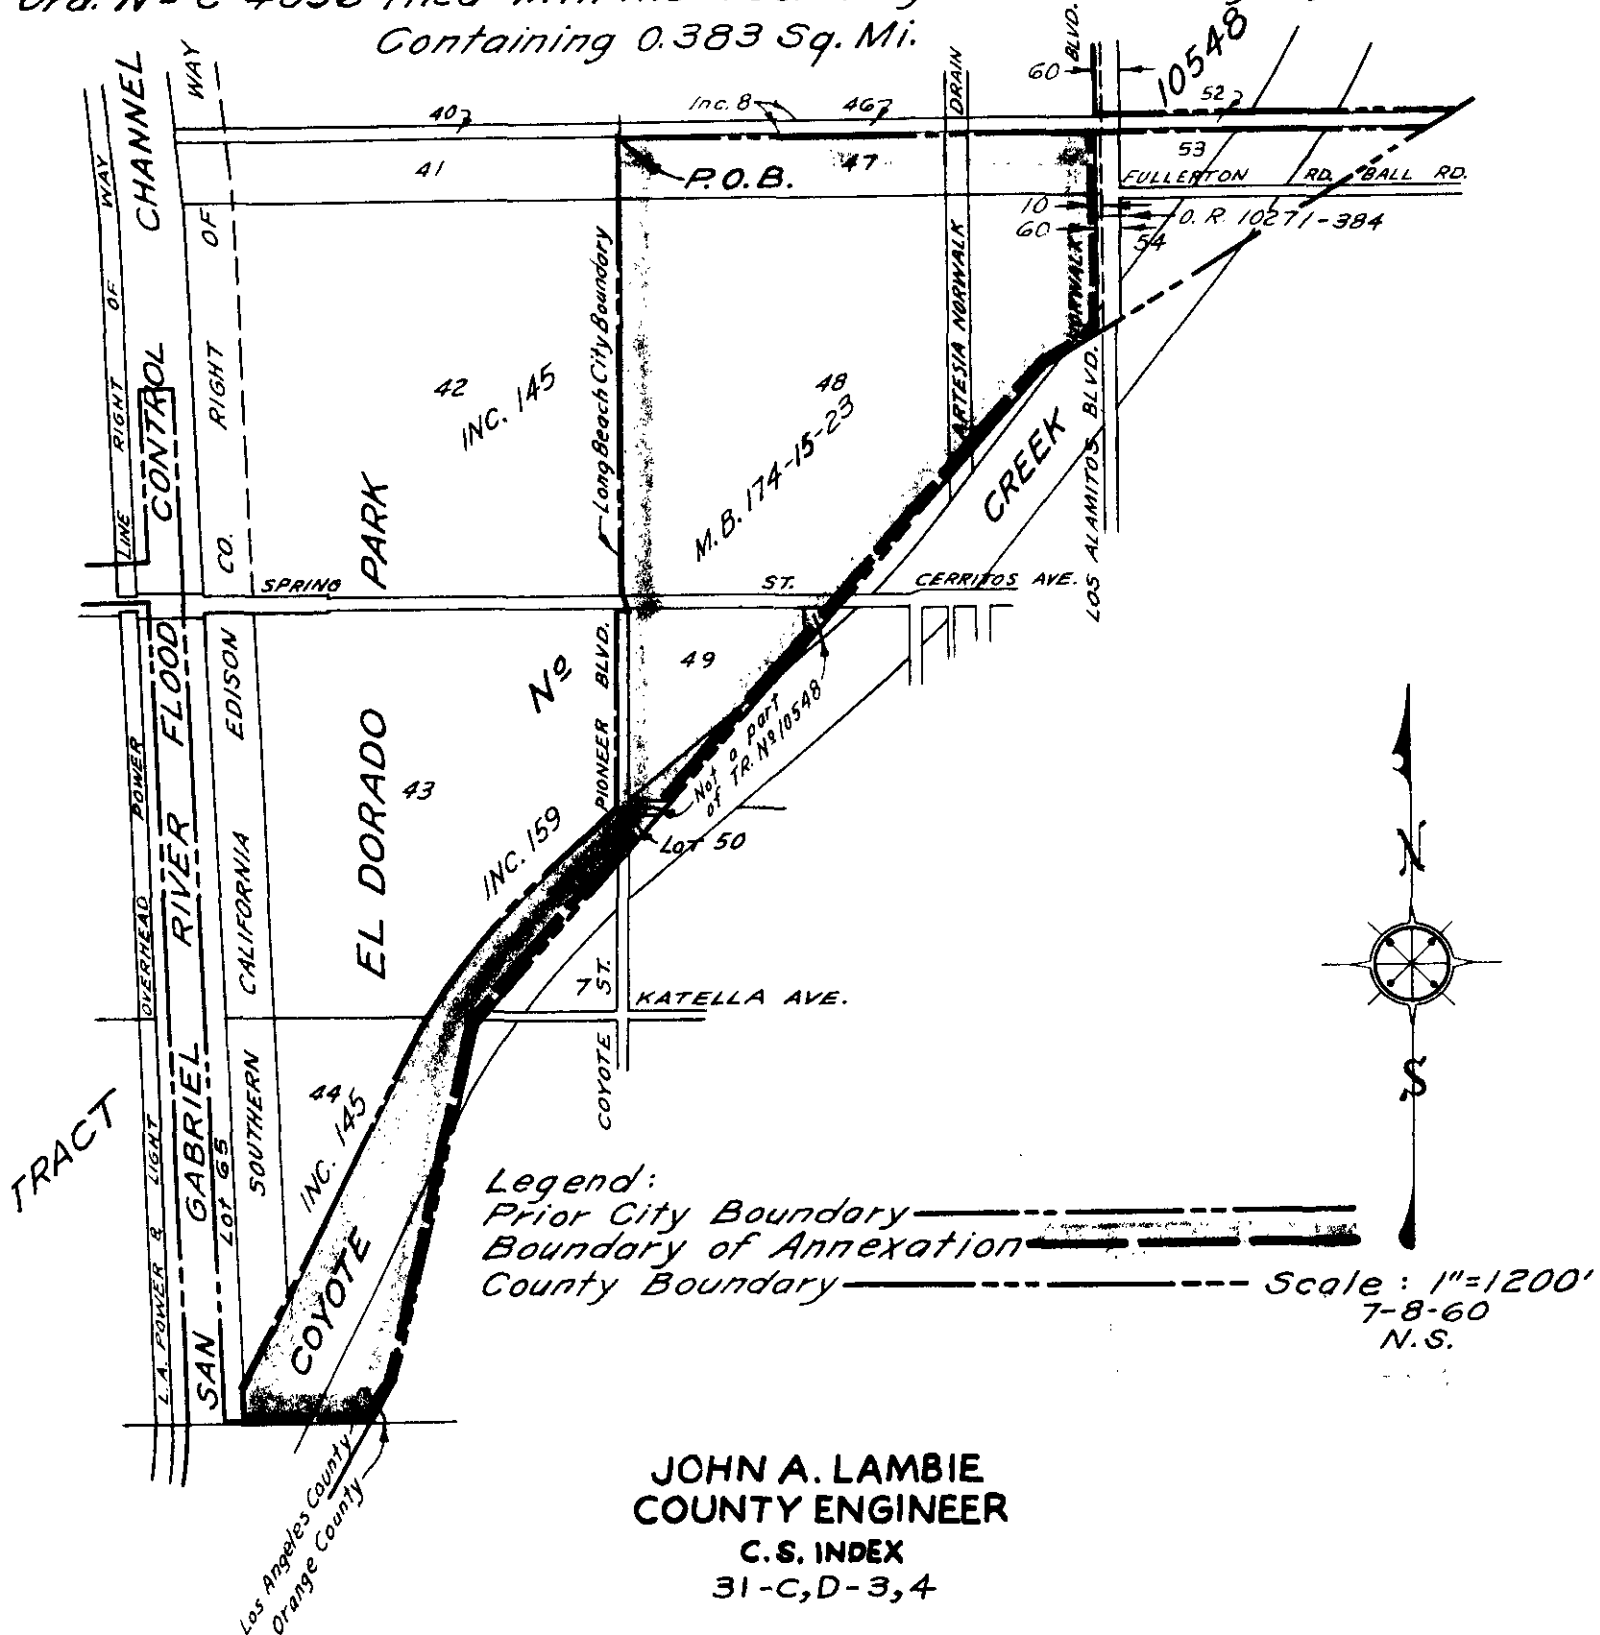 Containing 0.383 Sq. Mi.
CHANNEL
WAY
RIGHT OF WAY
LINE RIGHT OF WAY
CONTROL
CO.
40
Inc. 8
46
DRAIN
BLVD.
60
10548
52
41
P.O.B.
47
53
FULLERTON RD. BALL RD.
10
O. R. 10271-384
60
54
NORWALK
ARTESIA NORWALK
Long Beach City Boundary
42
INC. 145
48
M.B. 174-15-23
CREEK
LOS ALAMITOS BLVD.
PARK
SPRING ST.
CERRITOS AVE.
Nº
PIONEER BLVD.
49
Not a part
of TR. Nº 10548
Lot 50
EL DORADO
43
INC. 159
SOUTHERN CALIFORNIA EDISON
SAN GABRIEL RIVER FLOOD
L.A. POWER & LIGHT OVERHEAD POWER
Lot 65
7
ST.
KATELLA AVE.
COYOTE
44
INC. 145
TRACT
COYOTE
N
S
Legend:
Prior City Boundary
Boundary of Annexation
County Boundary
Scale: 1"=1200'
7-8-60
N.S.
Los Angeles County
Orange County
JOHN A. LAMBIE
COUNTY ENGINEER
C.S. INDEX
31-C,D-3,4